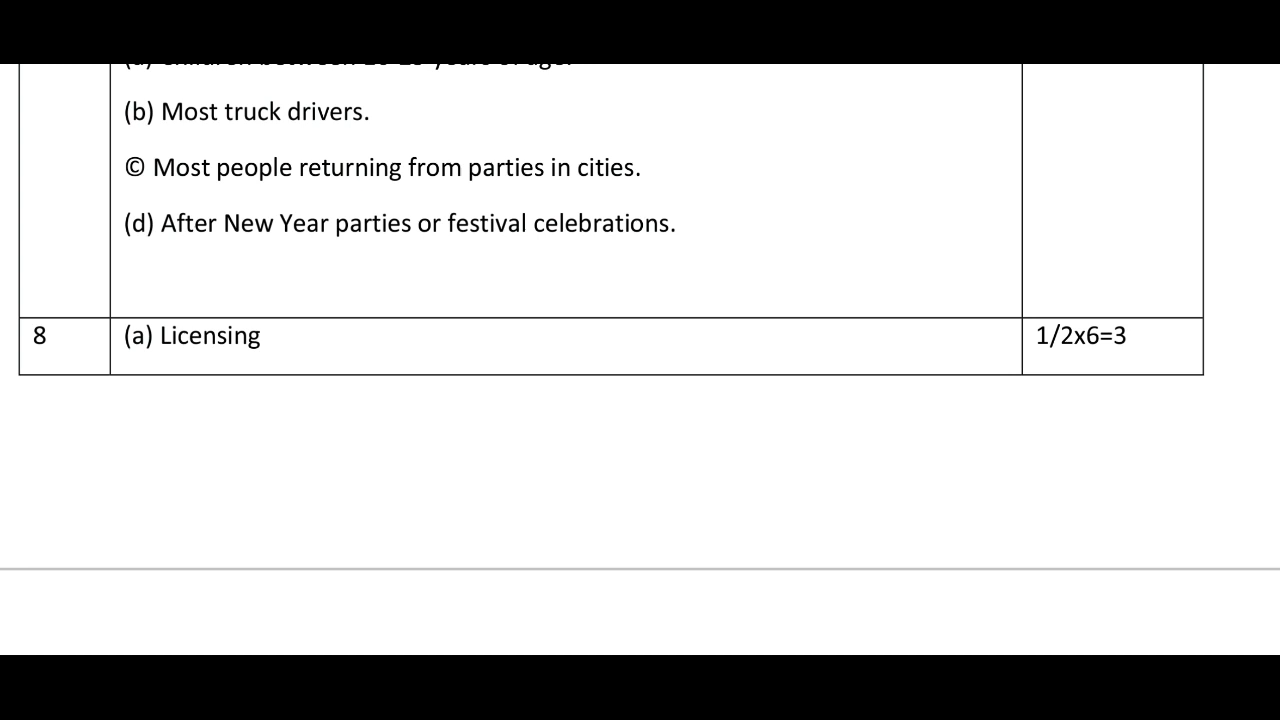 (b) Most truck drivers.
© Most people returning from parties in cities.
(d) After New Year parties or festival celebrations.
8 (a) Licensing 1/2x6=3